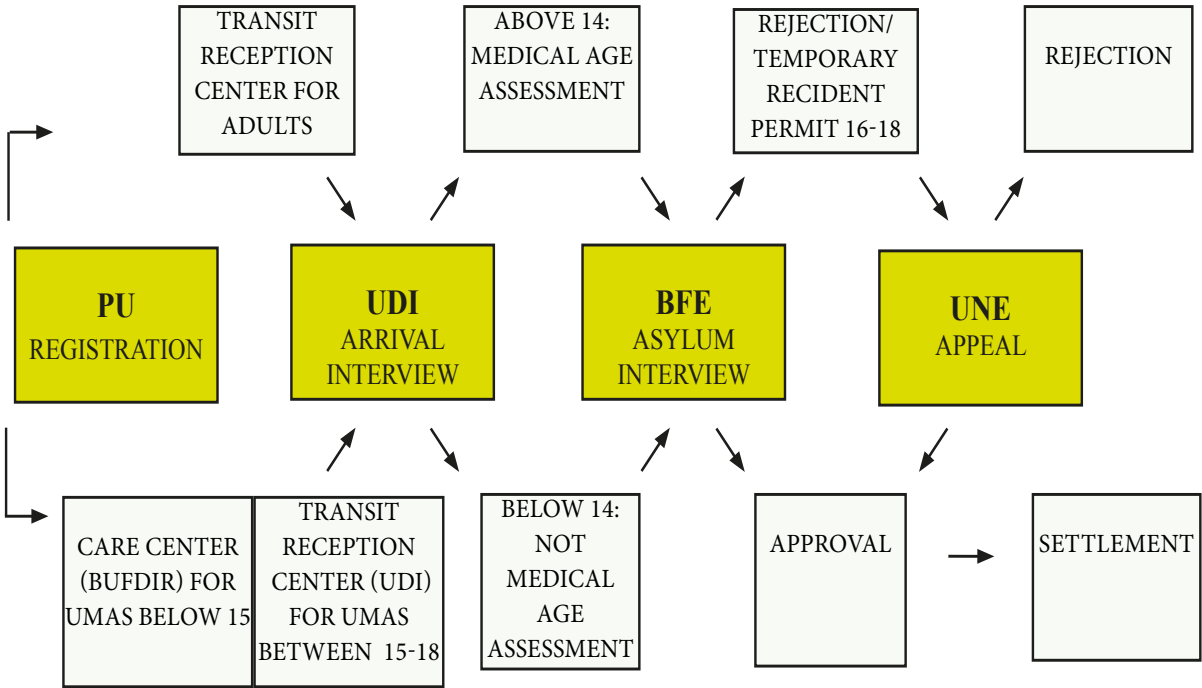 TRANSIT
RECEPTION
CENTER FOR
ADULTS
ABOVE 14:
MEDICAL AGE
ASSESSMENT
REJECTION/
TEMPORARY
RECIDENT
PERMIT 16-18
REJECTION
PU
REGISTRATION
UDI
ARRIVAL
INTERVIEW
BFE
ASYLUM
INTERVIEW
UNE
APPEAL
CARE CENTER
(BUFDIR) FOR
UMAS BELOW 15
TRANSIT
RECEPTION
CENTER (UDI)
FOR UMAS
BETWEEN 15-18
BELOW 14:
NOT
MEDICAL
AGE
ASSESSMENT
APPROVAL
SETTLEMENT